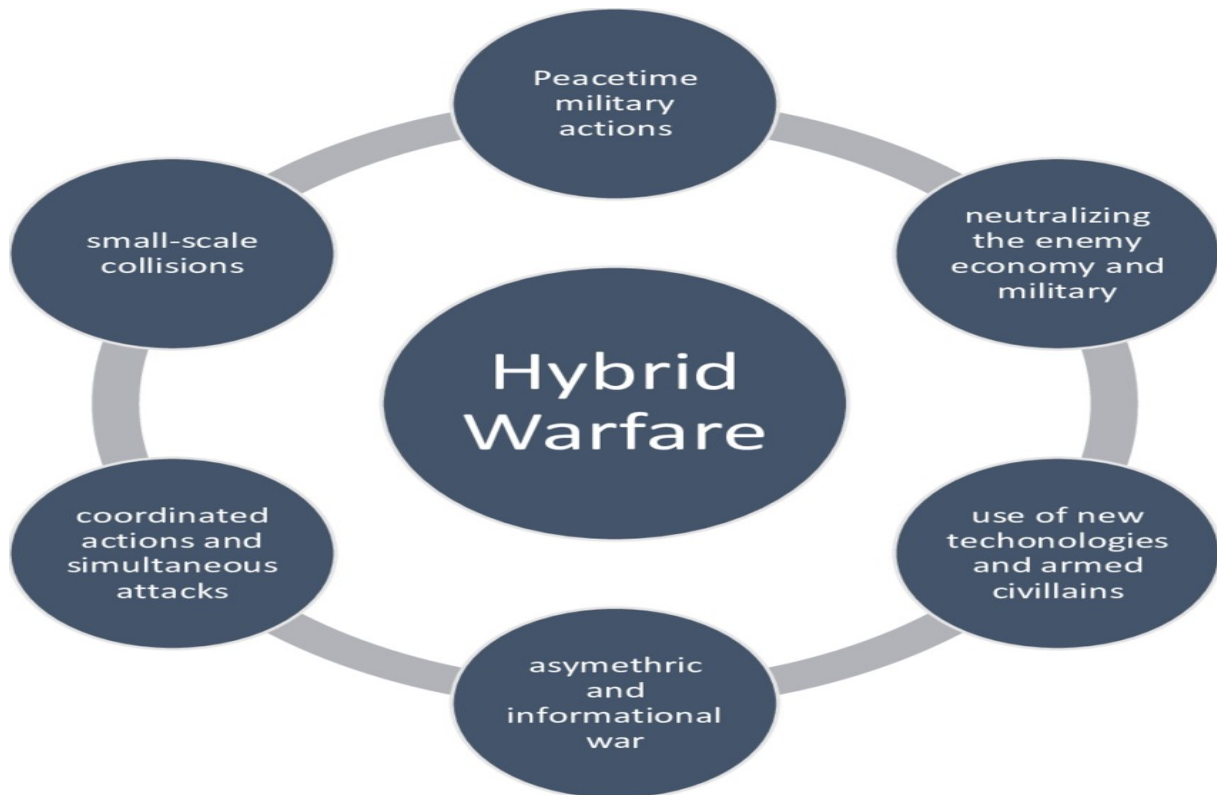 Peacetime
military
actions
neutralizing
the enemy
economy and
military
use of new
techonologies
and armed
civillains
asymethric
and
informational
war
coordinated
actions and
simultaneous
attacks
small-scale
collisions
Hybrid
Warfare